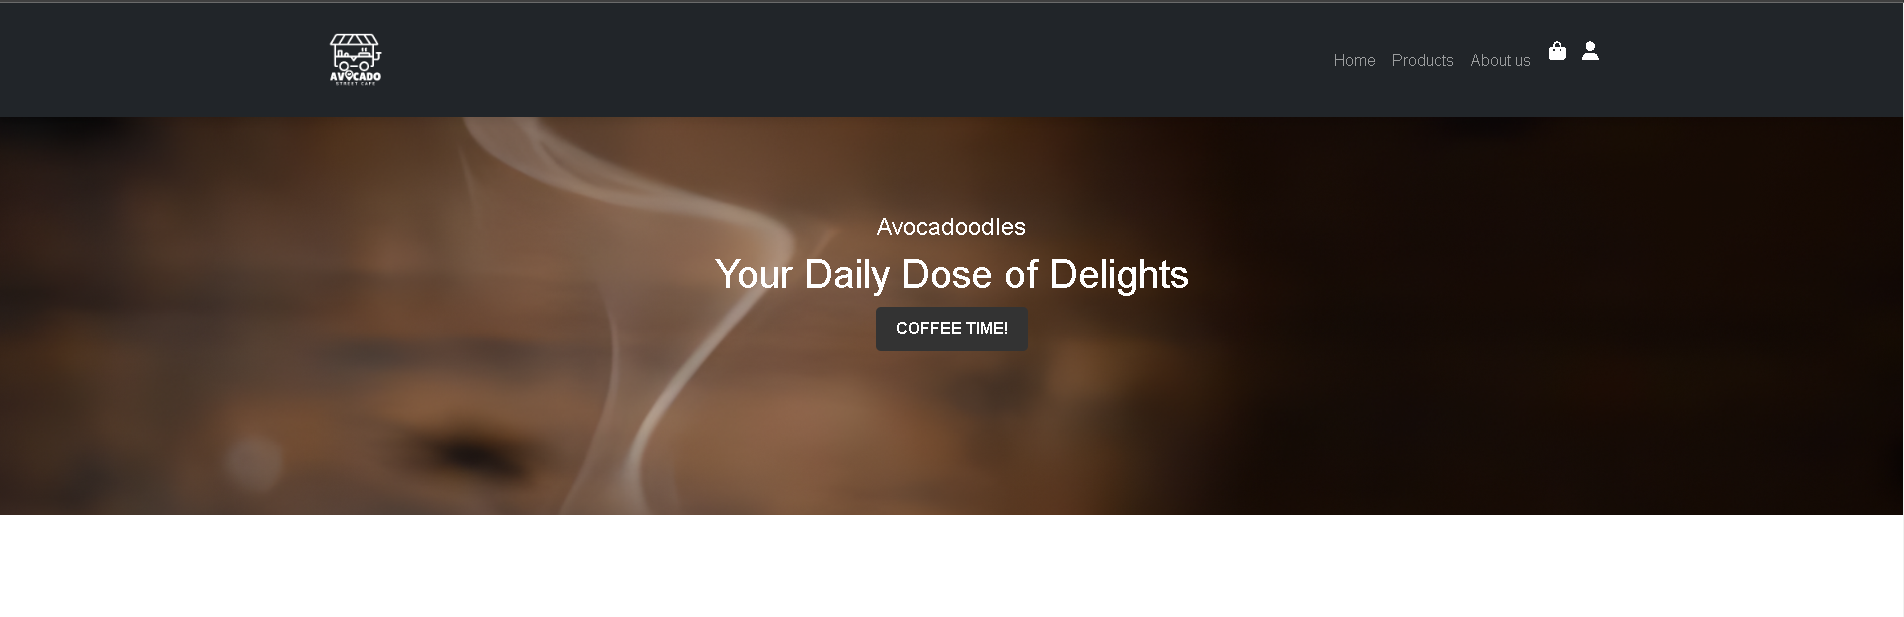 AVOCADO
STREET CAFE
Home Products About us
Avocadoodles
Your Daily Dose of Delights
COFFEE TIME!